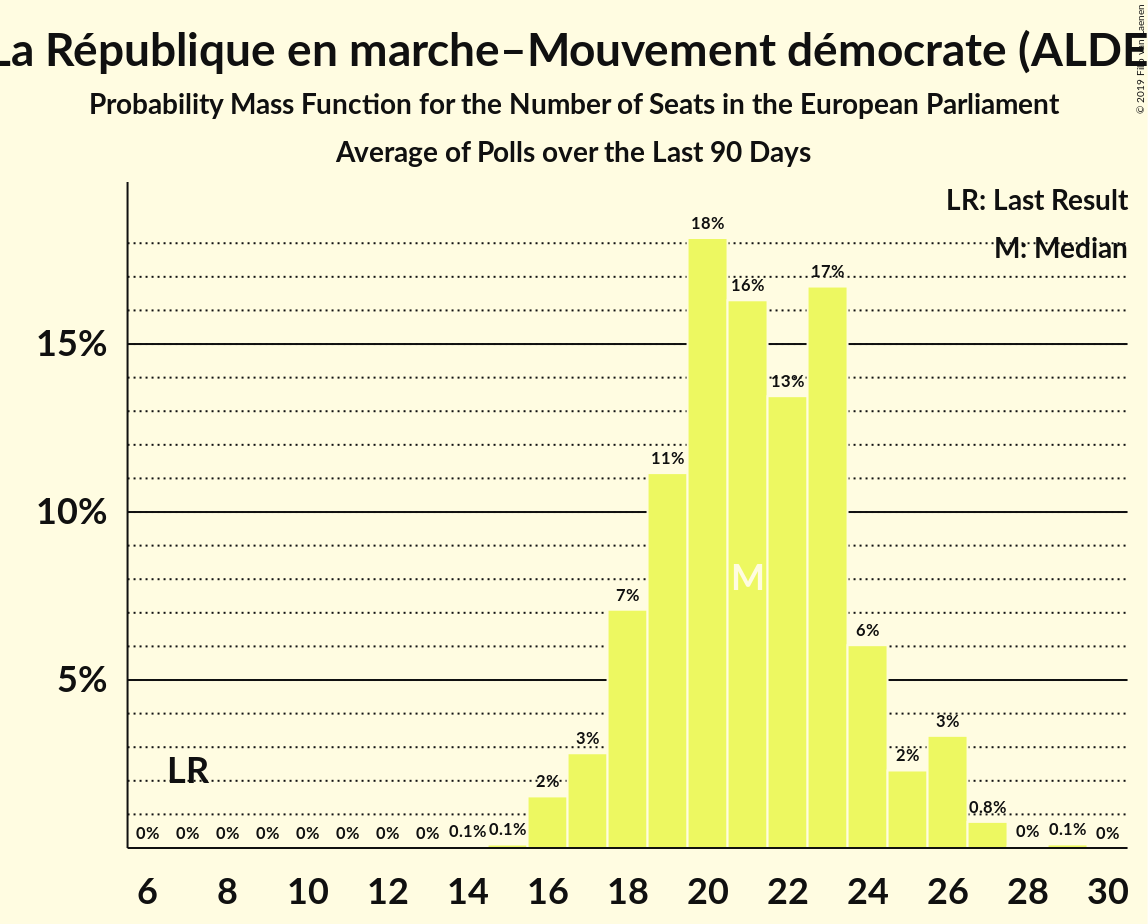 La République en marche–Mouvement démocrate (ALDE
© 2019 Filip van Laenen
Probability Mass Function for the Number of Seats in the European Parliament
Average of Polls over the Last 90 Days
LR: Last Result
M: Median
18%
17%
16%
15%
13%
11%
10%
M
7%
6%
5%
3%
3%
2%
LR
2%
0.8%
0% 0% 0% 0% 0% 0% 0% 0% 0.1% 0.1% 0% 0.1% 0%
6 8 10 12 14 16 18 20 22 24 26 28 30